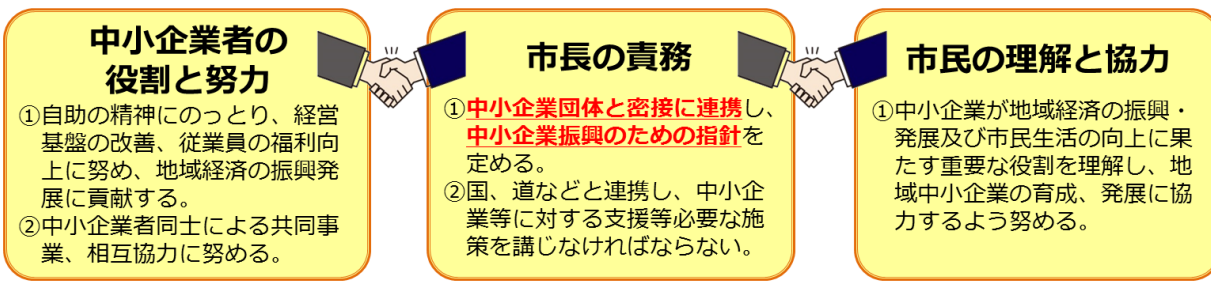 中小企業者の
役割と努力
①自助の精神にのっとり、経営
基盤の改善、従業員の福利向
上に努め、地域経済の振興発
展に貢献する。
②中小企業者同士による共同事
業、相互協力に努める。
市長の責務
①中小企業団体と密接に連携し、
中小企業振興のための指針を
定める。
②国、道などと連携し、中小企
業等に対する支援等必要な施
策を講じなければならない。
市民の理解と協力
①中小企業が地域経済の振興・
発展及び市民生活の向上に果
たす重要な役割を理解し、地
域中小企業の育成、発展に協
力するよう努める。